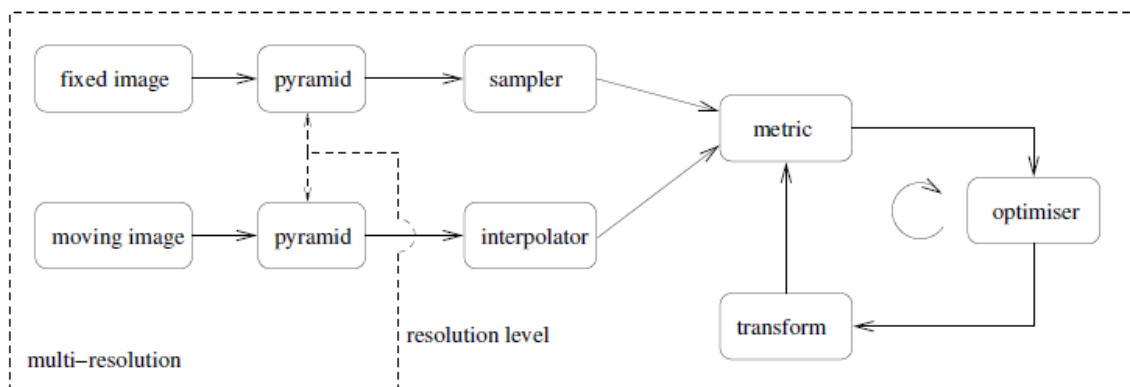 fixed image
pyramid
sampler
metric
moving image
pyramid
interpolator
optimiser
transform
resolution level
multi−resolution